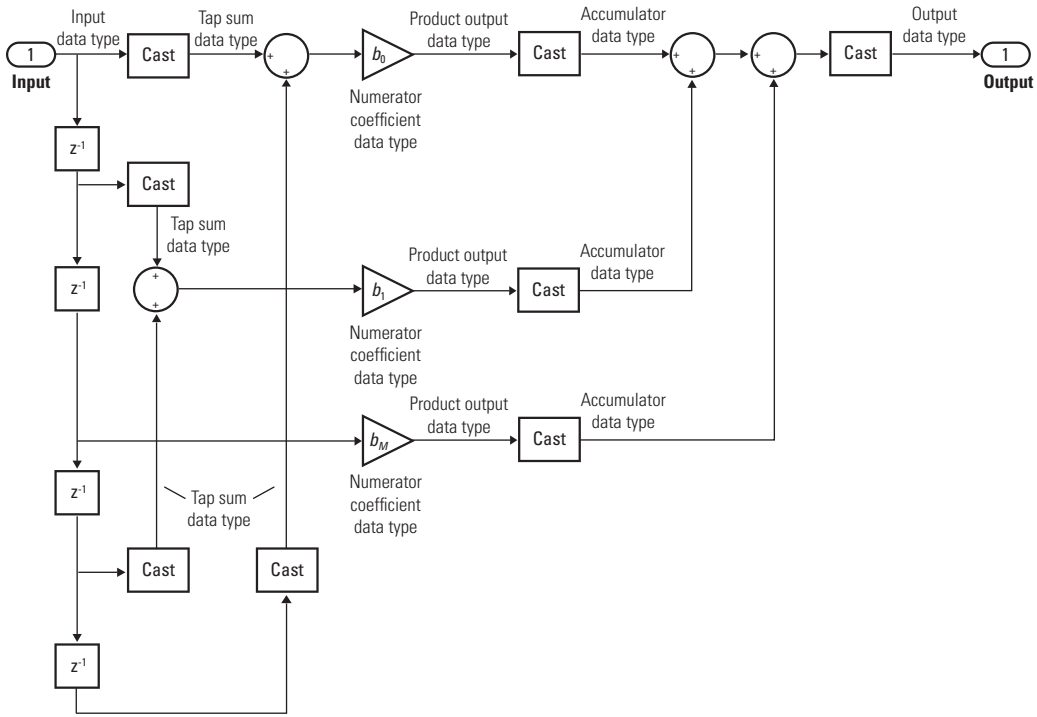 Input
data type
Tap sum
data type
Product output
data type
Accumulator
data type
Output
data type
1
Input
Cast
+
+
b₀
Cast
+
+
+
+
Cast
1
Output
Numerator
coefficient
data type
z⁻¹
Cast
Tap sum
data type
z⁻¹
+
+
Product output
data type
Accumulator
data type
b₁
Cast
Numerator
coefficient
data type
Product output
data type
Accumulator
data type
bM
Cast
Numerator
coefficient
data type
z⁻¹
Tap sum
data type
Cast
Cast
z⁻¹